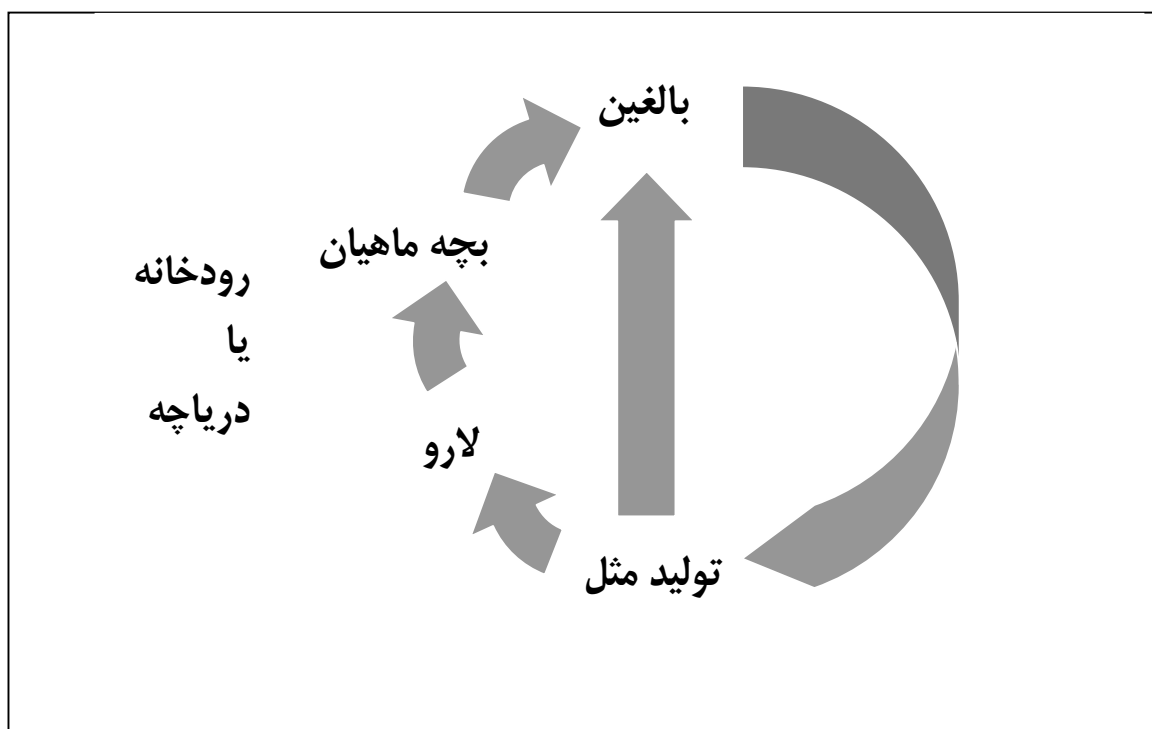 بالغین
بچه ماهیان
رودخانه
یا
دریاچه
لارو
تولید مثل